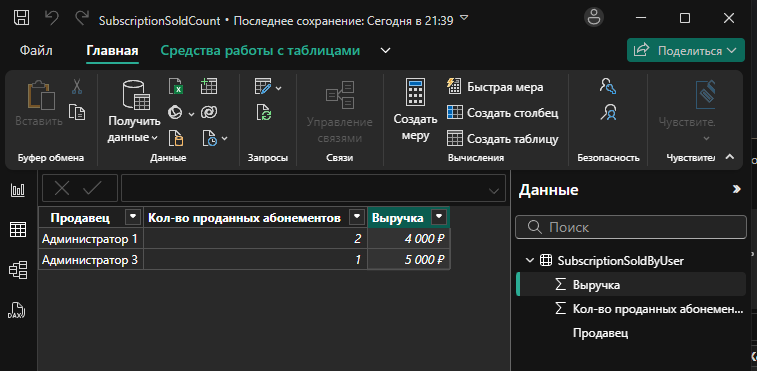 SubscriptionSoldCount • Последнее сохранение: Сегодня в 21:39
Файл
Главная
Средства работы с таблицами
Поделиться
Вставить
Буфер обмена
Получить
данные
Данные
Запросы
Управление
связями
Связи
Создать
меру
Быстрая мера
Создать столбец
Создать таблицу
Вычисления
Безопасность
Чувствите.
Чувствител
Продавец
Кол-во проданных абонементов
Выручка
Администратор 1
2
4 000 ₽
Администратор 3
1
5 000 ₽
DAX
Данные
Поиск
SubscriptionSoldByUser
Выручка
Кол-во проданных абонемен...
Продавец